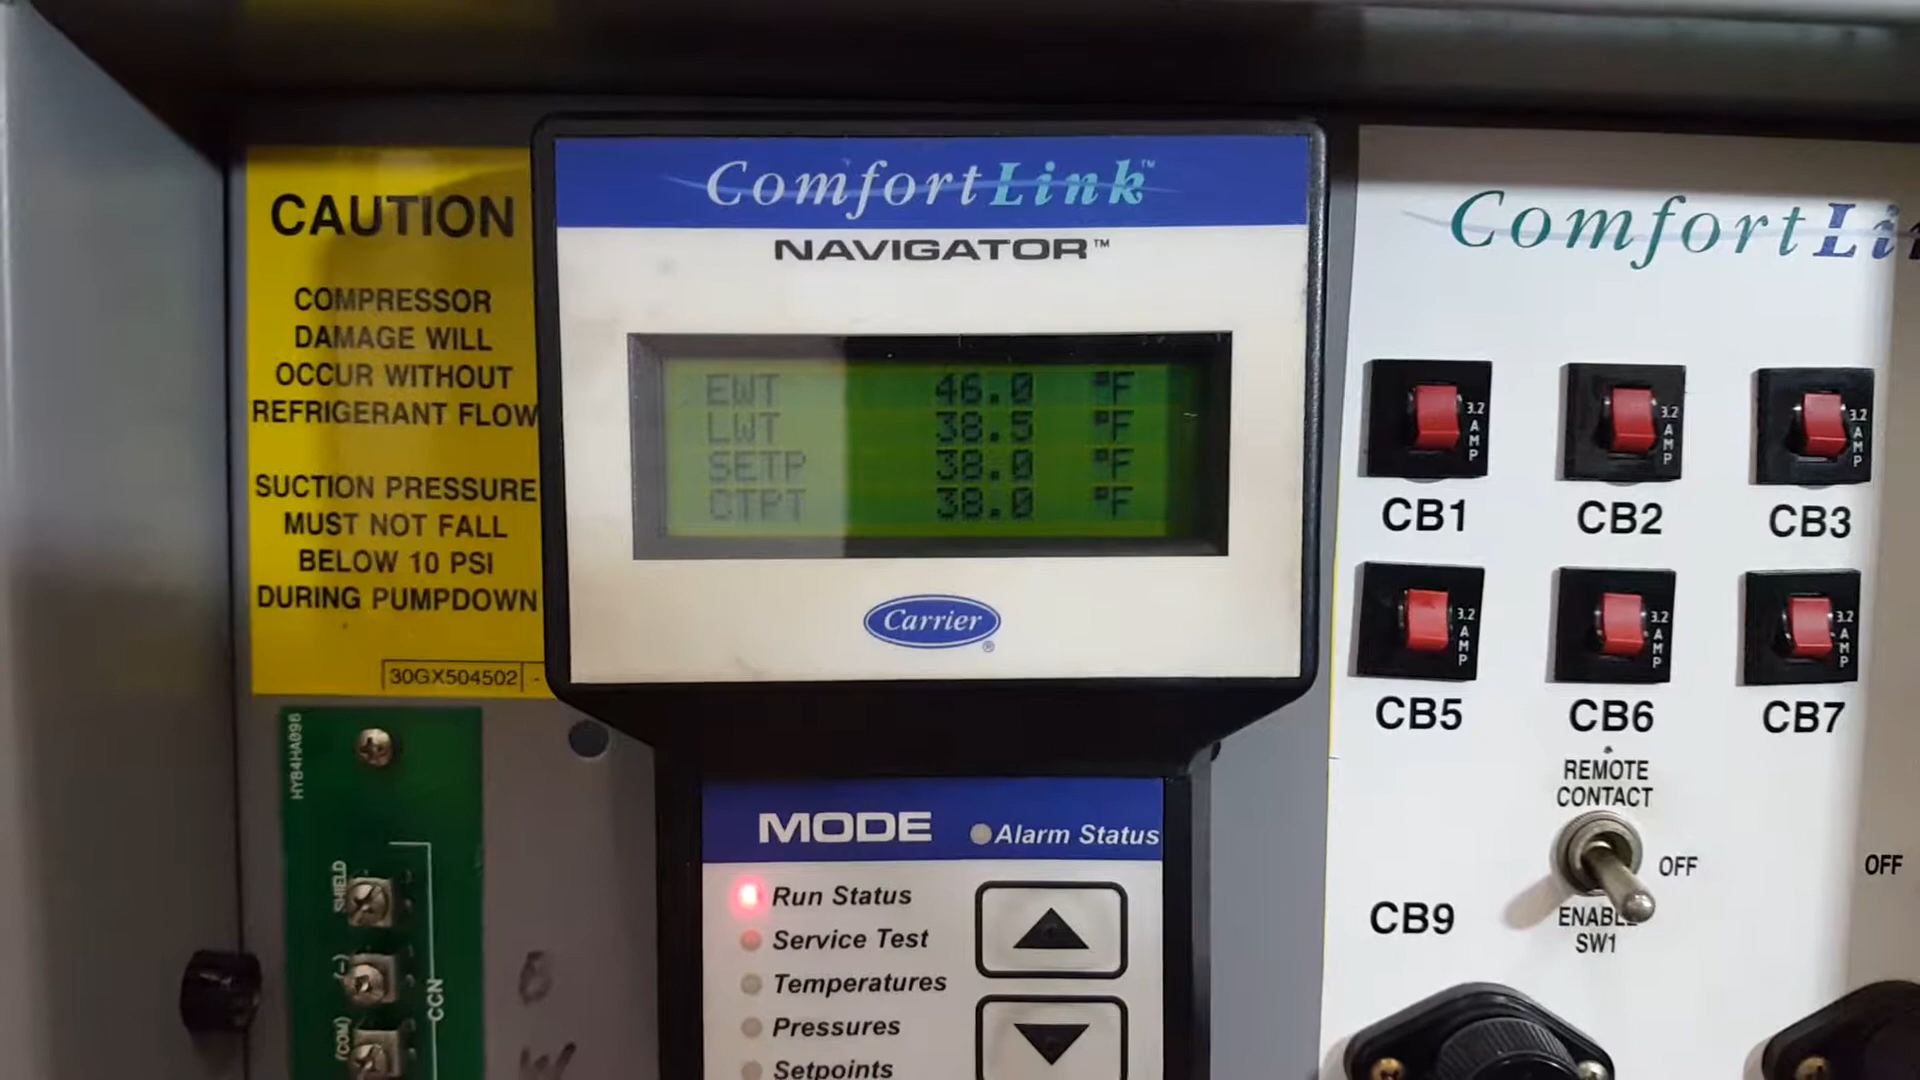 CAUTION
COMPRESSOR
DAMAGE WILL
OCCUR WITHOUT
REFRIGERANT FLOW
SUCTION PRESSURE
MUST NOT FALL
BELOW 10 PSI
DURING PUMPDOWN
30GX504502 -
ComfortLink™
NAVIGATOR™
EWT 46.0 °F
LWT 38.5 °F
SETP 38.0 °F
CTPT 38.0 °F
Carrier®
MODE
Alarm Status
Run Status
Service Test
Temperatures
Pressures
Setpoints
HY84HA096
SHIELD
(-)
(COM)
CCN
ComfortLi
3.2 AMP
3.2 AMP
3.2 AMP
CB1
CB2
CB3
3.2 AMP
3.2 AMP
3.2 AMP
CB5
CB6
CB7
REMOTE
CONTACT
OFF
OFF
ENABLE
SW1
CB9